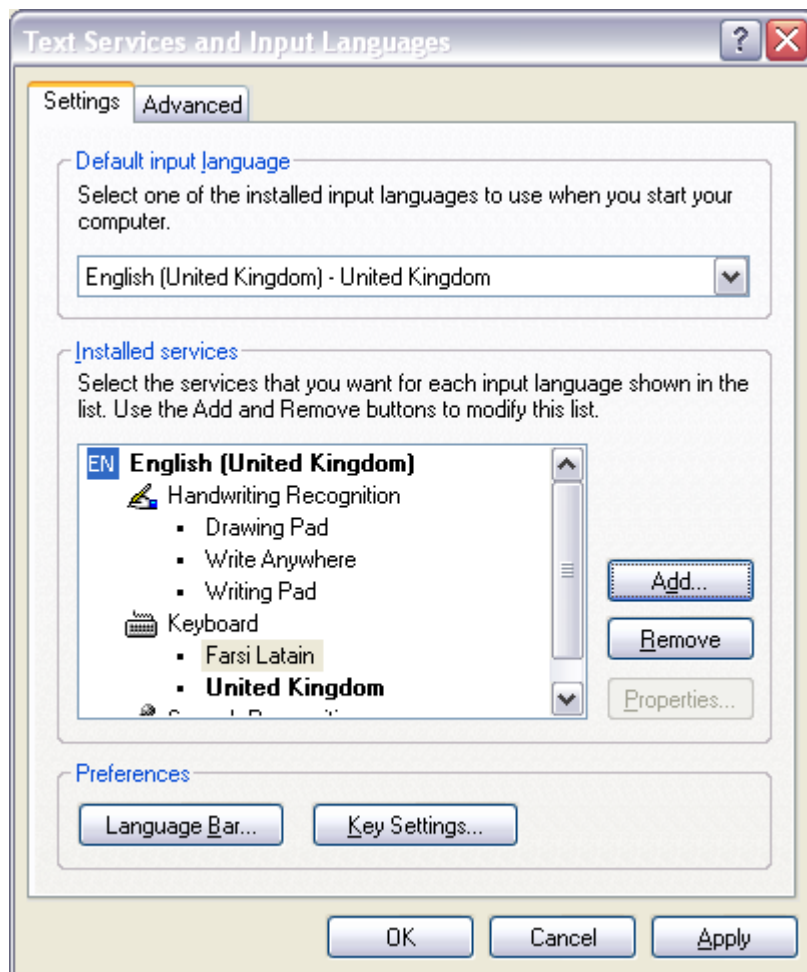 Text Services and Input Languages
Settings
Advanced
Default input language
Select one of the installed input languages to use when you start your
computer.
English (United Kingdom) - United Kingdom
Installed services
Select the services that you want for each input language shown in the
list. Use the Add and Remove buttons to modify this list.
EN English (United Kingdom)
Handwriting Recognition
Drawing Pad
Write Anywhere
Writing Pad
Keyboard
Farsi Latain
United Kingdom
Add...
Remove
Properties...
Preferences
Language Bar...
Key Settings...
OK
Cancel
Apply